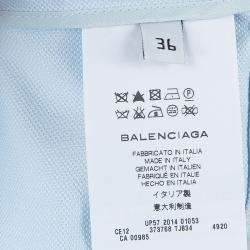 36
BALENCIAGA
FABBRICATO IN ITALIA
MADE IN ITALY
GEMACHT IN ITALIEN
FABRIQUÉ EN ITALIE
HECHO EN ITALIA
イタリア製
意大利制造
UP57 2014 01053
CE12 373768 TJB34 4920
CA 00985